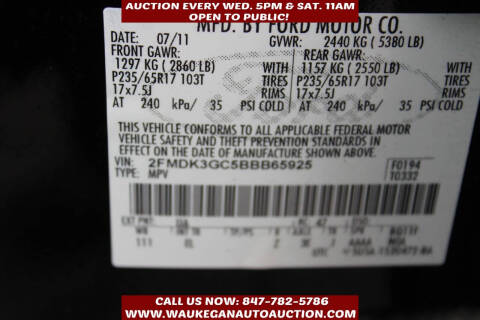 AUCTION EVERY WED. 5PM & SAT. 11AM
OPEN TO PUBLIC!
MFD. BY FORD MOTOR CO.
DATE: 07/11 GVWR: 2440 KG ( 5380 LB)
FRONT GAWR: REAR GAWR:
1297 KG ( 2860 LB) 1157 KG ( 2550 LB)
P235/65R17 103T TIRES P235/65R17 103T TIRES
17x7.5J RIMS 17x7.5J RIMS
AT 240 kPa/ 35 PSI COLD AT 240 kPa/ 35 PSI COLD
THIS VEHICLE CONFORMS TO ALL APPLICABLE FEDERAL MOTOR
VEHICLE SAFETY AND THEFT PREVENTION STANDARDS IN
EFFECT ON THE DATE OF MANUFACTURE SHOWN ABOVE.
VIN: 2FMDK3GC5BBB65925 F0194
TYPE: MPV T0332
CALL US NOW: 847-782-5786
WWW.WAUKEGANAUTOAUCTION.COM